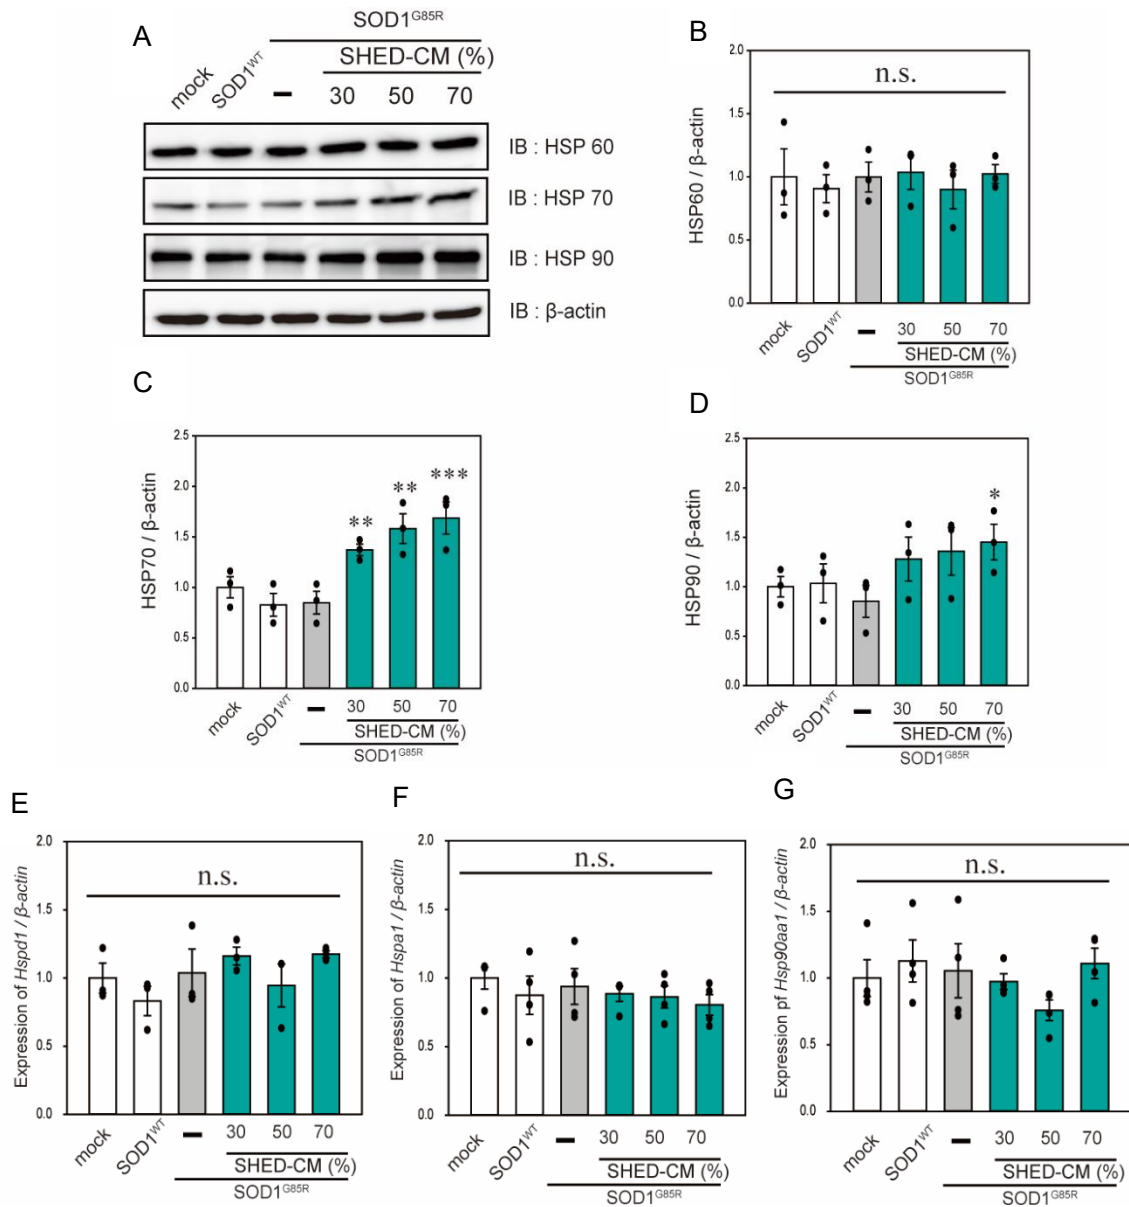 A
SOD1G85R
SHED-CM (%)
mock
SOD1WT
–
30
50
70
IB : HSP 60
IB : HSP 70
IB : HSP 90
IB : β-actin
B
HSP60 / β-actin
2.0
1.5
1.0
0.5
0.0
n.s.
mock
SOD1WT
–
30
50
70
SHED-CM (%)
SOD1G85R
C
HSP70 / β-actin
2.5
2.0
1.5
1.0
0.5
0.0
**
**
***
mock
SOD1WT
–
30
50
70
SHED-CM (%)
SOD1G85R
D
HSP90 / β-actin
2.5
2.0
1.5
1.0
0.5
0.0
*
mock
SOD1WT
–
30
50
70
SHED-CM (%)
SOD1G85R
E
Expression of Hspd1 / β-actin
2.0
1.5
1.0
0.5
0.0
n.s.
mock
SOD1WT
–
30
50
70
SHED-CM (%)
SOD1G85R
F
Expression of Hspa1 / β-actin
2.0
1.5
1.0
0.5
0.0
n.s.
mock
SOD1WT
–
30
50
70
SHED-CM (%)
SOD1G85R
G
Expression of Hsp90aa1 / β-actin
2.0
1.5
1.0
0.5
0.0
n.s.
mock
SOD1WT
–
30
50
70
SHED-CM (%)
SOD1G85R